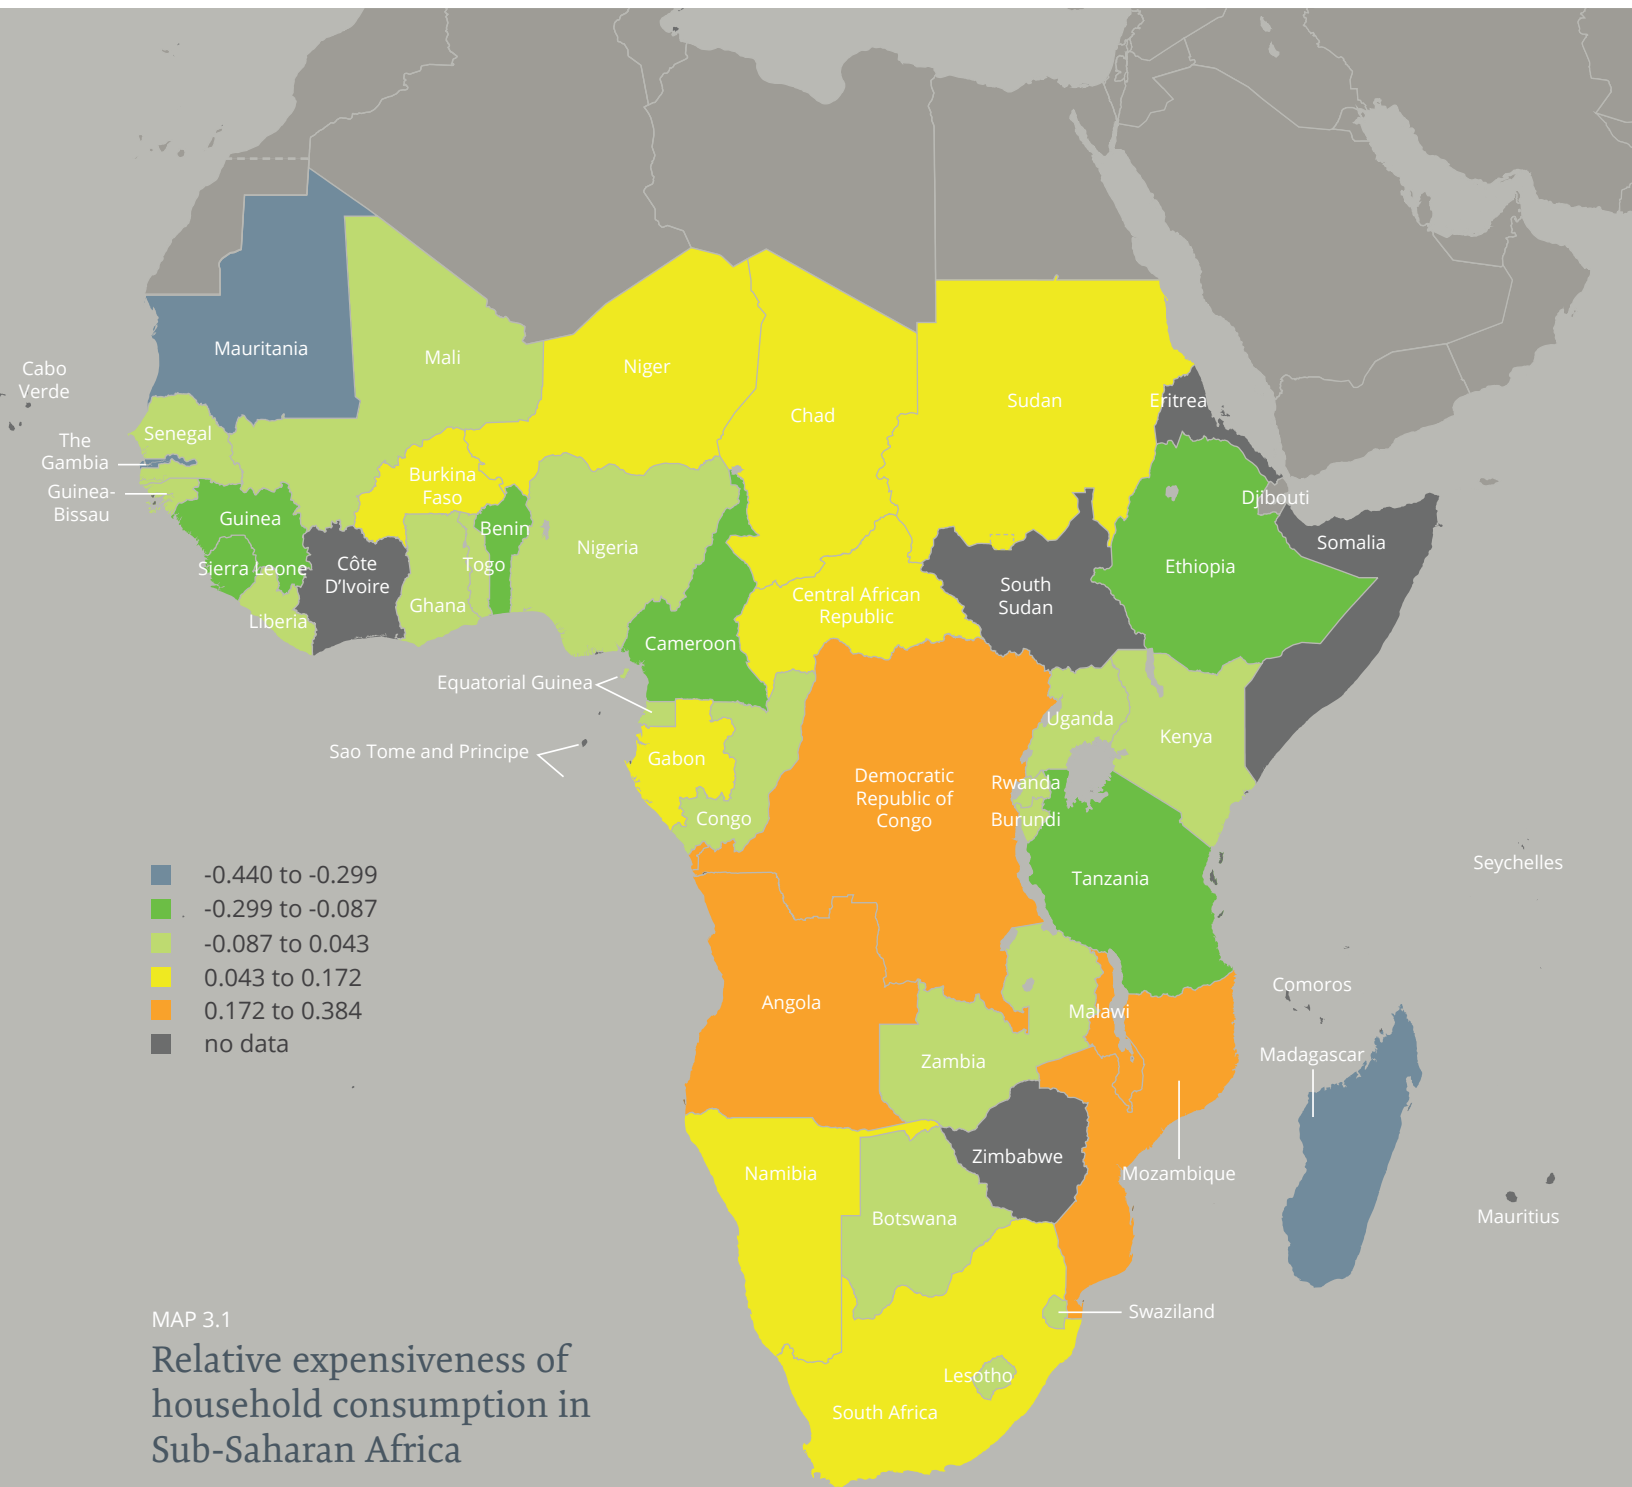 Mauritania
Mali
Niger
Chad
Sudan
Eritrea
Cabo
Verde
Senegal
The
Gambia
Guinea-
Bissau
Burkina
Faso
Djibouti
Guinea
Benin
Nigeria
Somalia
Sierra Leone
Côte
D'Ivoire
Togo
Ethiopia
South
Sudan
Ghana
Central African
Republic
Liberia
Cameroon
Equatorial Guinea
Uganda
Kenya
Sao Tome and Principe
Gabon
Democratic
Republic of
Congo
Rwanda
Burundi
Congo
Tanzania
Seychelles
-0.440 to -0.299
-0.299 to -0.087
-0.087 to 0.043
0.043 to 0.172
0.172 to 0.384
no data
Angola
Malawi
Comoros
Zambia
Madagascar
Zimbabwe
Namibia
Mozambique
Botswana
Mauritius
Swaziland
Lesotho
South Africa
MAP 3.1
Relative expensiveness of
household consumption in
Sub-Saharan Africa